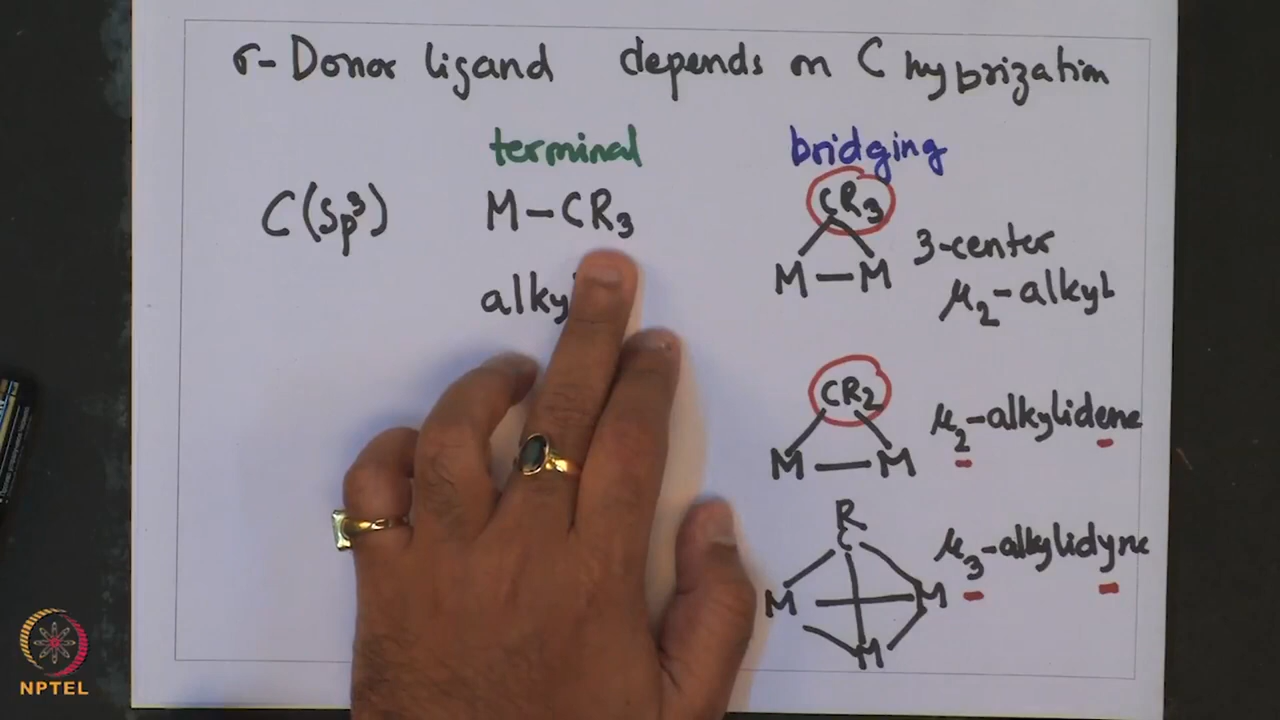 σ-Donor ligand depends on C hybrization
terminal bridging
C(Sp³) M-CR₃ CR₃
M-M 3-center
μ₂-alkyl
CR₂
M-M μ₂-alkylidene
R
C μ₃-alkylidyne
M M
M
NPTEL